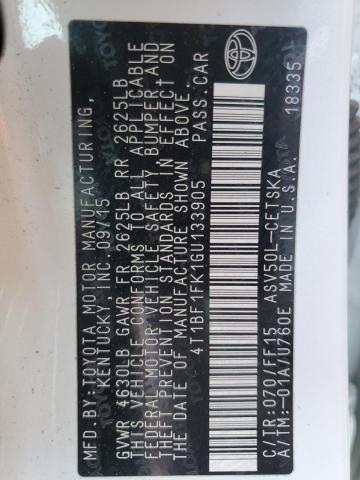 MFD.BY:TOYOTA MOTOR MANUFACTURING,
KENTUCKY, INC. 09/15
GVWR 4630LB GAWR FR 2625LB RR 2625LB
THIS VEHICLE CONFORMS TO ALL APPLICABLE
FEDERAL MOTOR VEHICLE SAFETY, BUMPER AND
THEFT PREVENTION STANDARDS IN EFFECT ON
THE DATE OF MANUFACTURE SHOWN ABOVE.
4T1BF1FK1GU133905 PASS.CAR
C/TR:070/FF15 ASV50L-CETSKA
A/TM:-01A/U760E MADE IN U.S.A. 18335